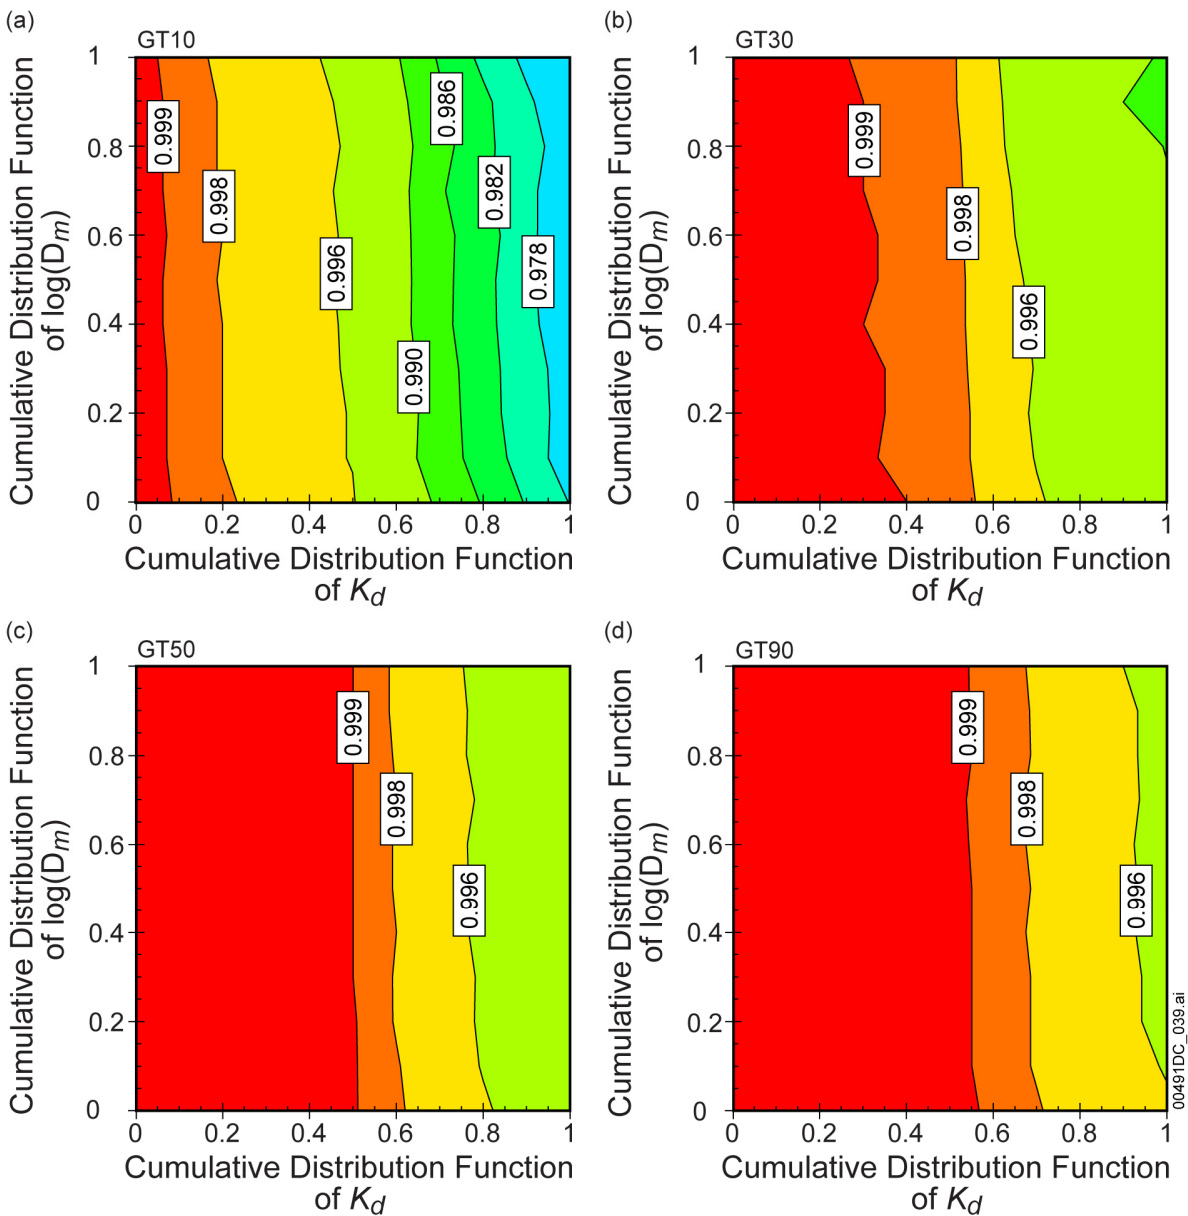 (a)
GT10
Cumulative Distribution Function
of log(Dm)
1
0.8
0.6
0.4
0.2
0
0.999
0.998
0.996
0.990
0.986
0.982
0.978
0 0.2 0.4 0.6 0.8 1
Cumulative Distribution Function
of Kd
(b)
GT30
Cumulative Distribution Function
of log(Dm)
1
0.8
0.6
0.4
0.2
0
0.999
0.998
0.996
0 0.2 0.4 0.6 0.8 1
Cumulative Distribution Function
of Kd
(c)
GT50
Cumulative Distribution Function
of log(Dm)
1
0.8
0.6
0.4
0.2
0
0.999
0.998
0.996
0 0.2 0.4 0.6 0.8 1
Cumulative Distribution Function
of Kd
(d)
GT90
Cumulative Distribution Function
of log(Dm)
1
0.8
0.6
0.4
0.2
0
0.999
0.998
0.996
0 0.2 0.4 0.6 0.8 1
Cumulative Distribution Function
of Kd
00491DC_039.ai